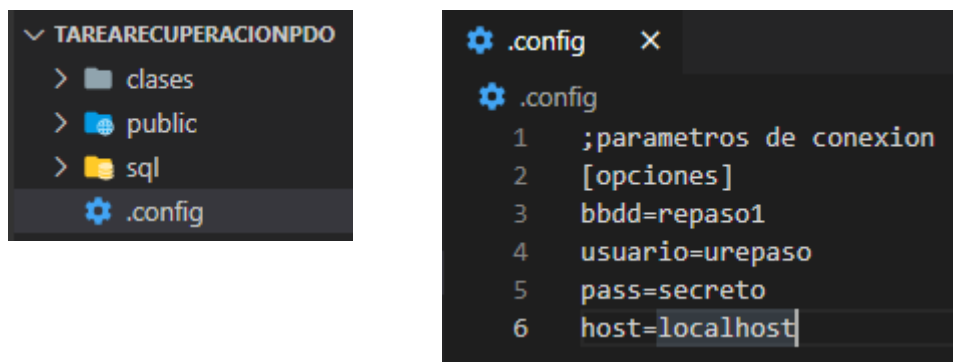 TAREARECUPERACIONPDO
clases
public
sql
.config
.config
.config
1 ;parametros de conexion
2 [opciones]
3 bbdd=repaso1
4 usuario=urepaso
5 pass=secreto
6 host=localhost